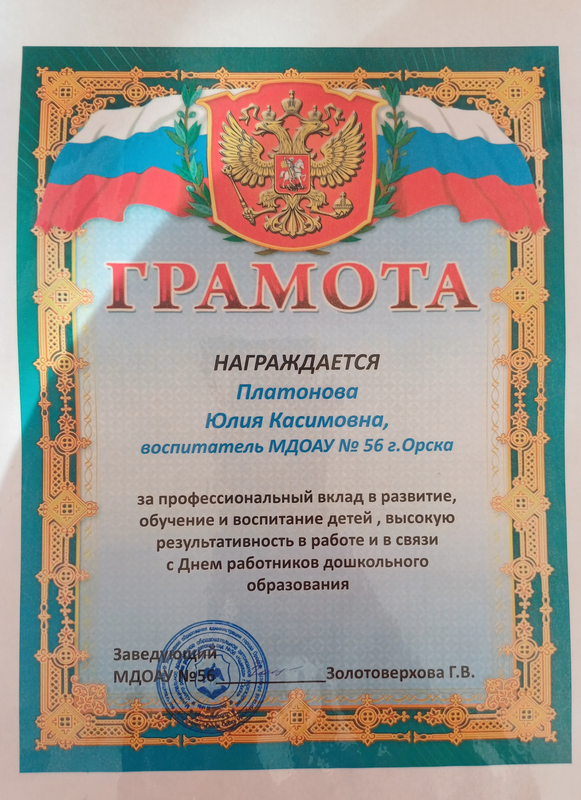 ГРАМОТА
НАГРАЖДАЕТСЯ
Платонова
Юлия Касимовна,
воспитатель МДОАУ № 56 г.Орска
за профессиональный вклад в развитие,
обучение и воспитание детей , высокую
результативность в работе и в связи
с Днем работников дошкольного
образования
Заведующий
МДОАУ №56 ____________Золотоверхова Г.В.